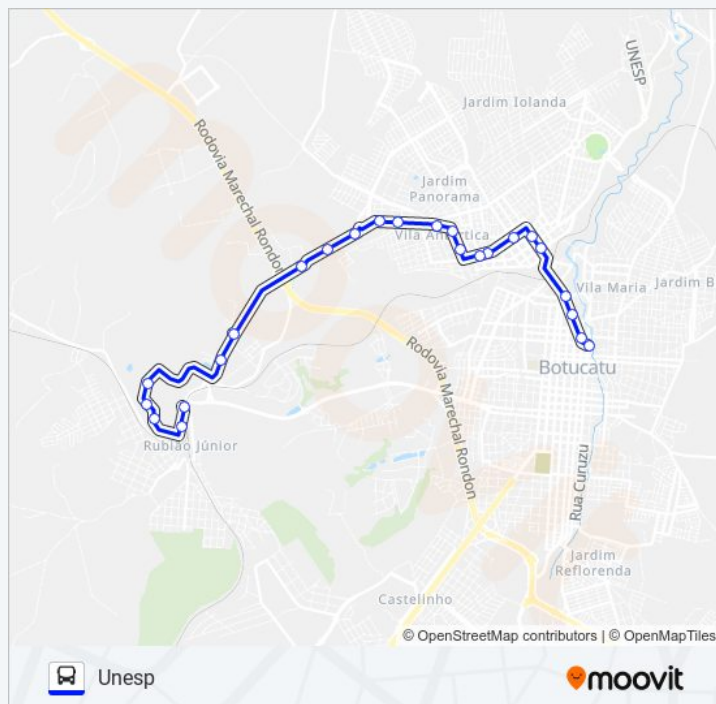 UNESP
Jardim Iolanda
Rodovia Marechal Rondon
Jardim
Panorama
Vila Antártica
Vila Maria
Jardim B
Rodovia Marechal Rondon
Botucatu
Rubião Júnior
Rua Curuzu
Jardim
Reflorenda
Castelinho
© OpenStreetMap contributors | © OpenMapTiles
Unesp
moovit